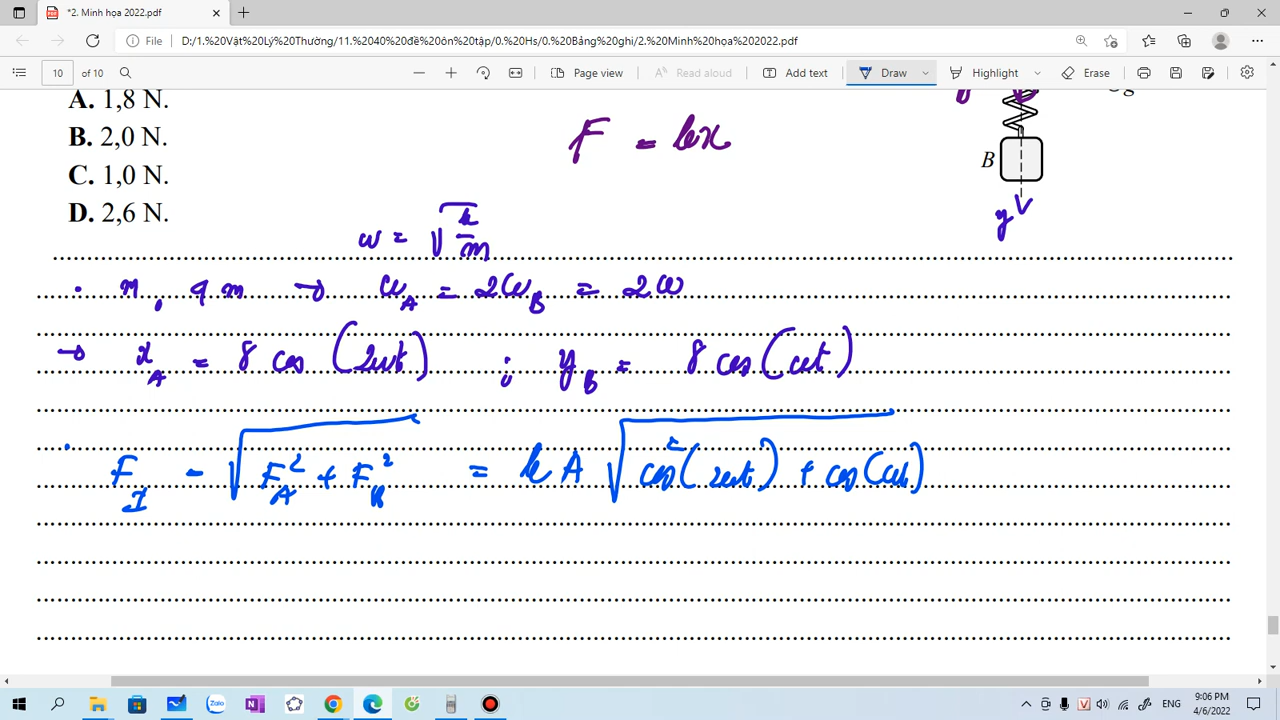 *2. Minh họa 2022.pdf
File D:/1.%20Vật%20Lý%20Thường/11.%2040%20đề%20ôn%20tập/0.%20Hs/0.%20Bảng%20ghi/2.%20Minh%20họa%202022.pdf
10 of 10 Page view Read aloud Add text Draw Highlight Erase
A. 1,8 N.
B. 2,0 N.
C. 1,0 N.
D. 2,6 N.
F = kx
g
B
y
ω = √(k/m)
. m, 9m → ω_A = 2ω_B = 2ω
→ x_A = 8 cos (2ωt) ; y_B = 8 cos (ωt)
. F_I = √(F_A² + F_B²) = kA √(cos²(2ωt) + cos(ωt))
Zalo
ENG
9:06 PM
4/6/2022